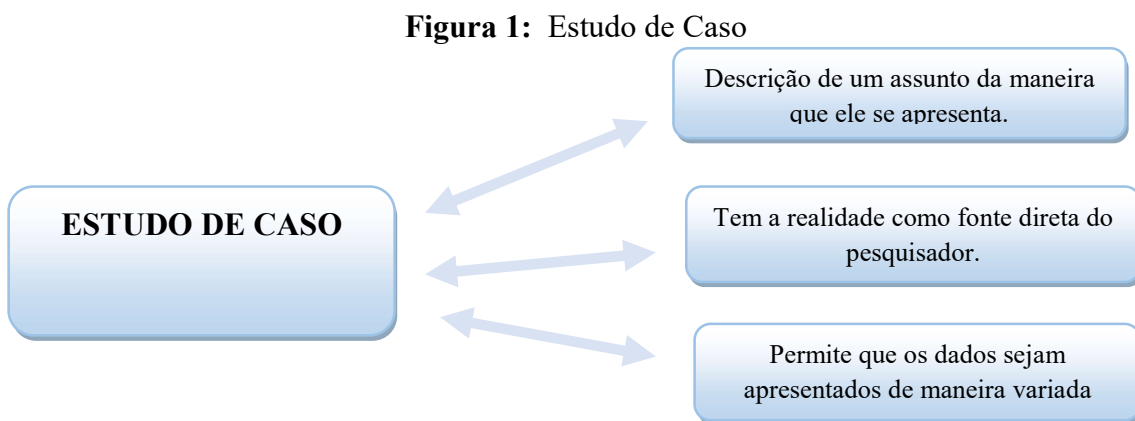 Figura 1: Estudo de Caso
Descrição de um assunto da maneira
que ele se apresenta.
ESTUDO DE CASO
Tem a realidade como fonte direta do
pesquisador.
Permite que os dados sejam
apresentados de maneira variada